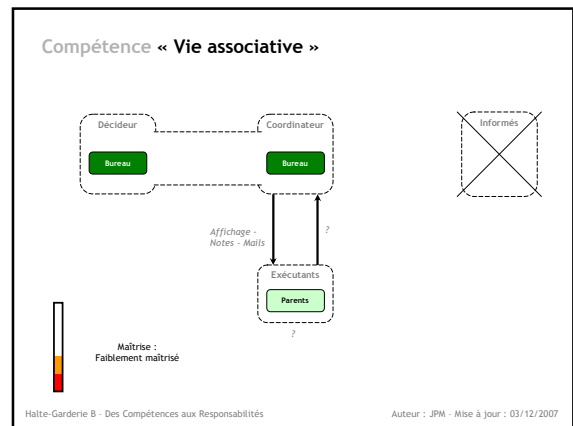 Compétence « Vie associative »
Décideur
Coordinateur
Informés
Bureau
Bureau
Affichage -
Notes - Mails
?
Exécutants
Parents
?
Maîtrise :
Faiblement maîtrisé
Halte-Garderie B - Des Compétences aux Responsabilités
Auteur : JPM - Mise à jour : 03/12/2007